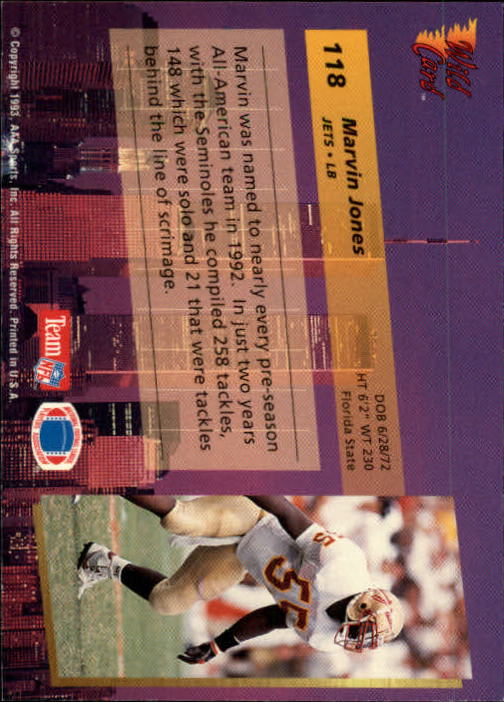 Wild
Card™
118
Marvin Jones
JETS • LB
DOB 6/28/72
HT 6'2" WT 230
Florida State
Marvin was named to nearly every pre-season
All-American team in 1992. In just two years
with the Seminoles he compiled 258 tackles,
148 which were solo and 21 that were tackles
behind the line of scrimage.
55
Team
NFL
© Copyright 1993, AAA Sports, Inc. All Rights Reserved. Printed in U.S.A.